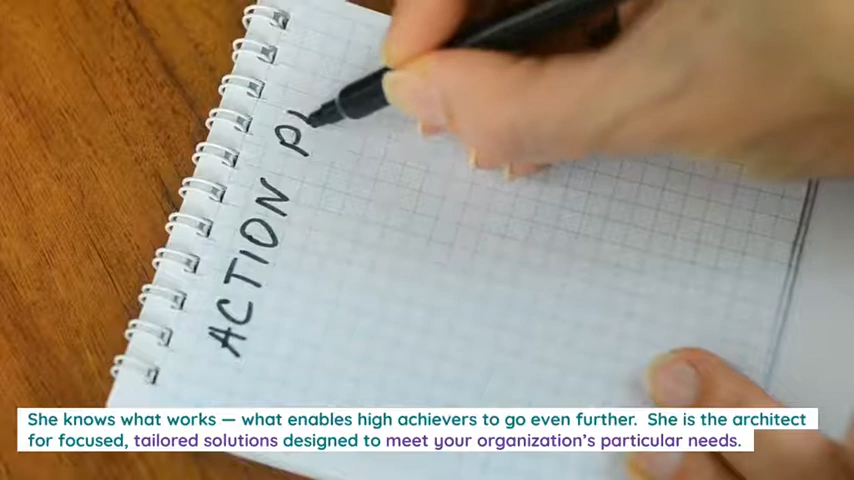 ACTION P
She knows what works — what enables high achievers to go even further. She is the architect
for focused, tailored solutions designed to meet your organization's particular needs.